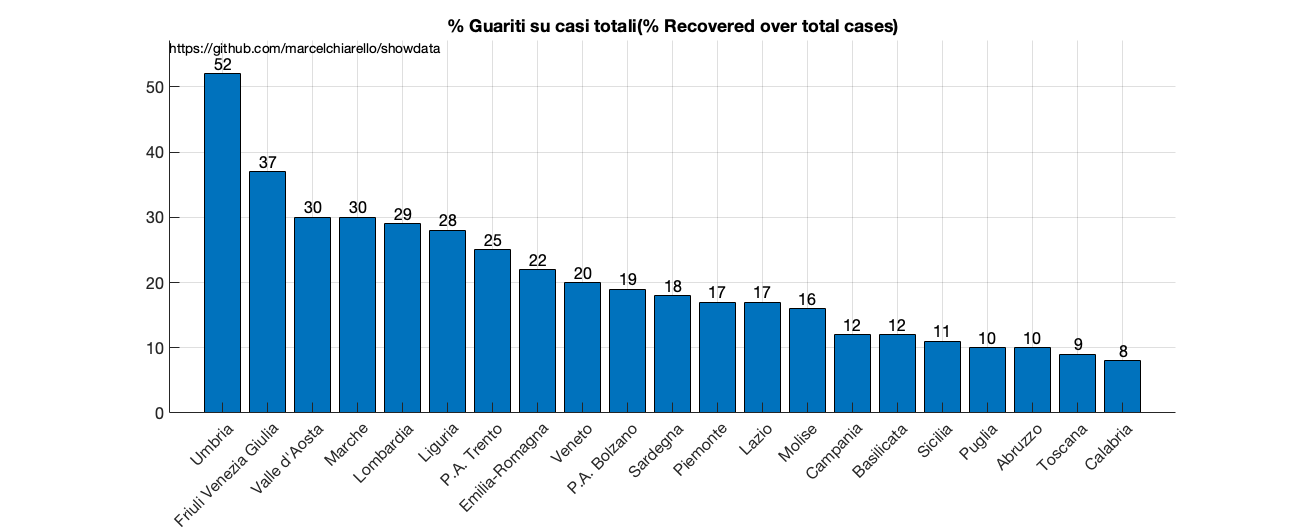 % Guariti su casi totali(% Recovered over total cases)
https://github.com/marcelchiarello/showdata
52
37
30
30
29
28
25
22
20
19
18
17
17
16
12
12
11
10
10
9
8
50
40
30
20
10
0
Umbria
Friuli Venezia Giulia
Valle d'Aosta
Marche
Lombardia
Liguria
P.A. Trento
Emilia-Romagna
Veneto
P.A. Bolzano
Sardegna
Piemonte
Lazio
Molise
Campania
Basilicata
Sicilia
Puglia
Abruzzo
Toscana
Calabria